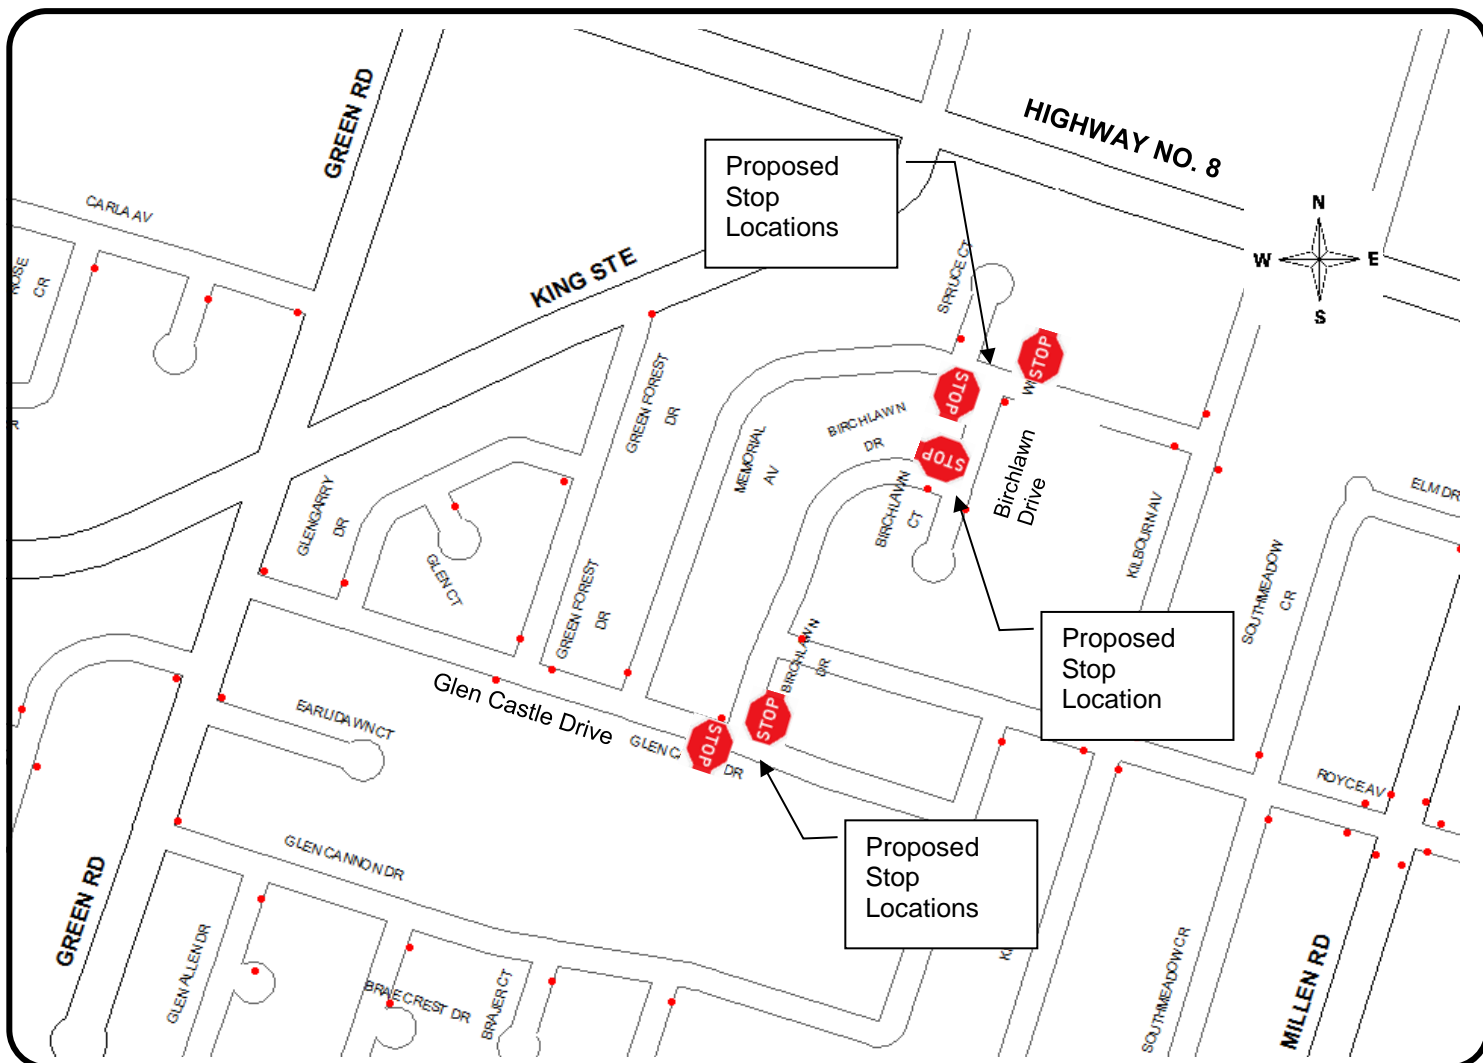 HIGHWAY NO. 8
GREEN RD
Proposed
Stop
Locations
N
W
E
S
CARLA AV
ROSE
CR
KING ST E
SPRUCE CT
STOP
STOP
STOP
GREEN FOREST
DR
MEMORIAL
AV
BIRCHLAWN
DR
BIRCHLAWN
CT
Birchlawn
Drive
GLENGARRY
DR
GLEN CT
KILBOURN AV
ELM DR
SOUTHMEADOW
CR
GREEN FOREST
DR
BIRCHLAWN
DR
Proposed
Stop
Location
Glen Castle Drive
EARLIDAWN CT
GLEN
DR
STOP
STOP
ROYCE AV
Proposed
Stop
Locations
GLEN CANNON DR
GREEN RD
GLEN ALLEN DR
BRAECREST DR
BRAJER CT
SOUTHMEADOW CR
MILLEN RD